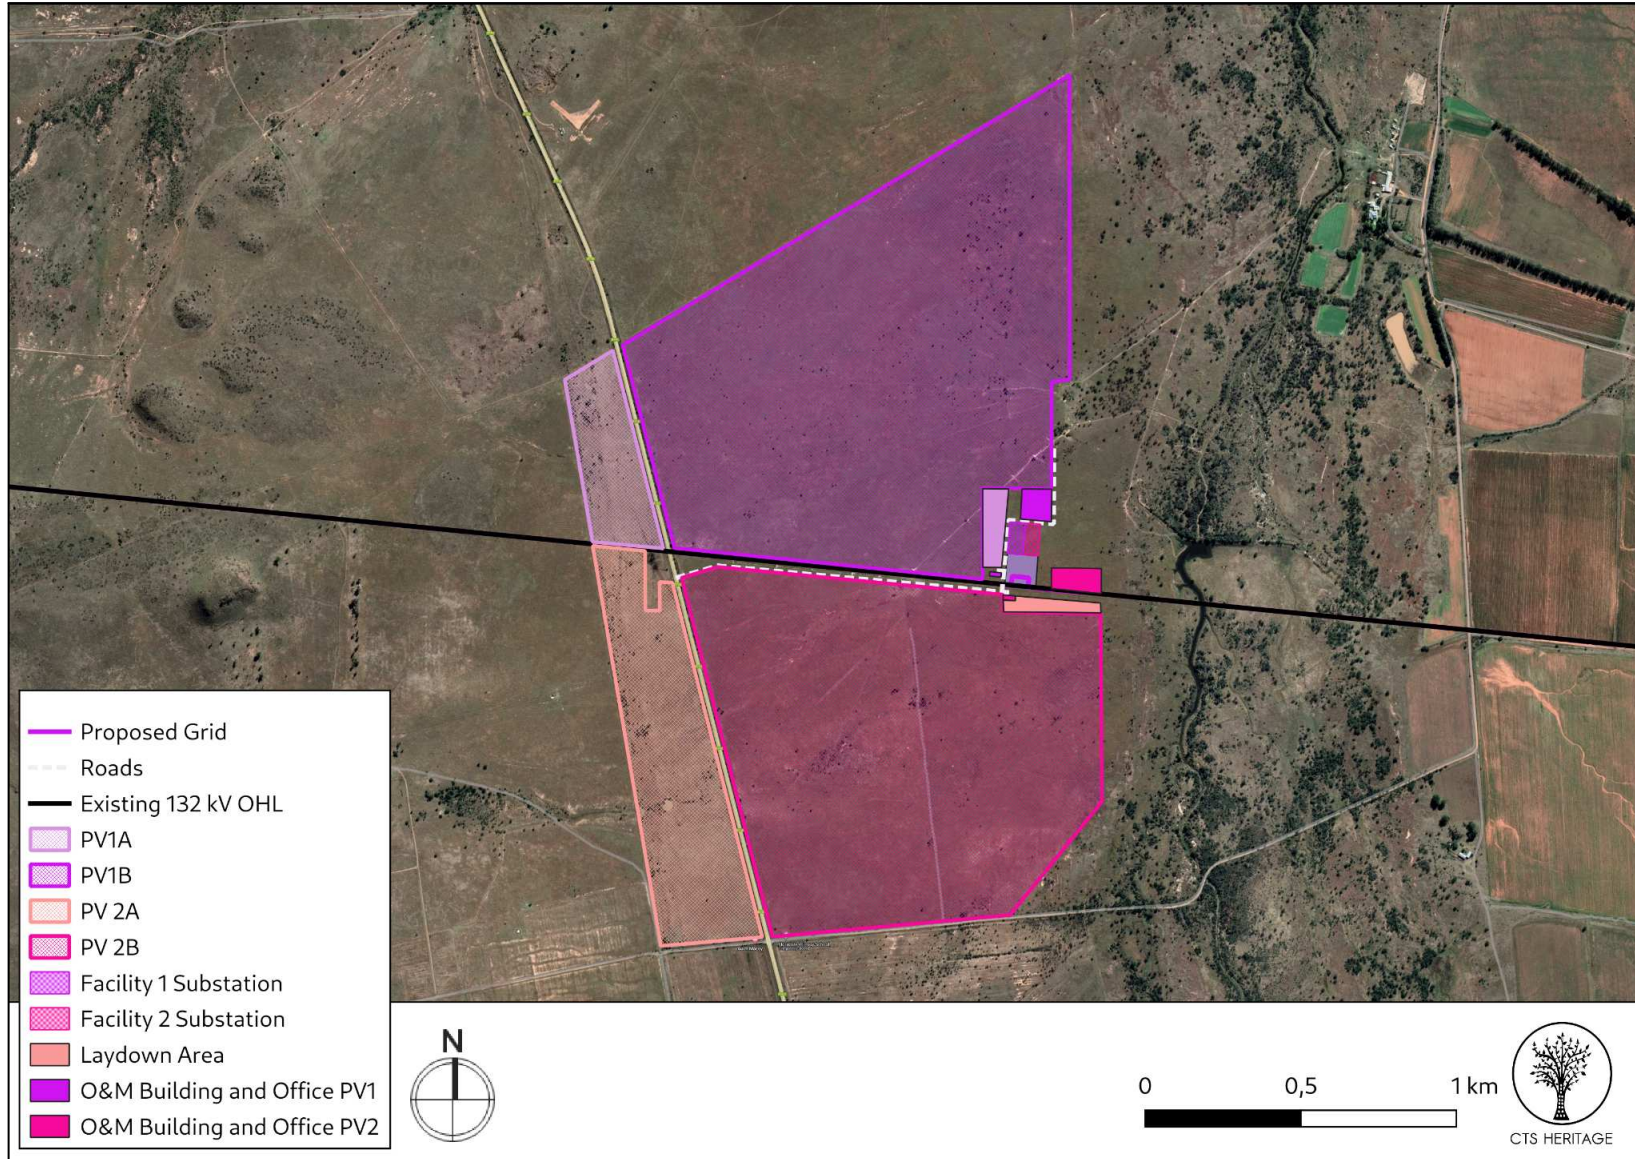 Proposed Grid
Roads
Existing 132 kV OHL
PV1A
PV1B
PV 2A
PV 2B
Facility 1 Substation
Facility 2 Substation
Laydown Area
O&M Building and Office PV1
O&M Building and Office PV2
N
0 0,5 1 km
CTS HERITAGE